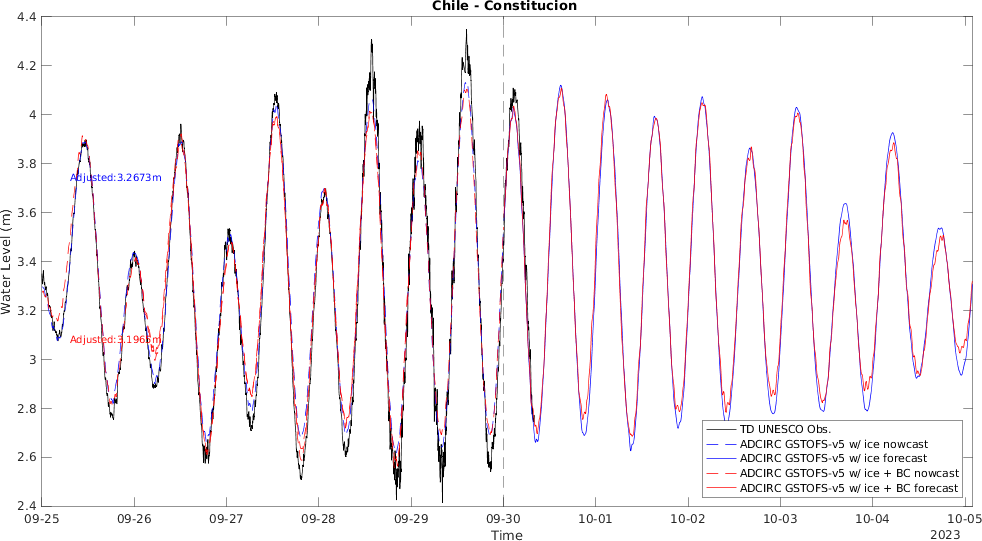 Chile - Constitucion
4.4
4.2
4
3.8
3.6
3.4
3.2
3
2.8
2.6
2.4
Water Level (m)
Adjusted:3.2673m
Adjusted:3.1965m
TD UNESCO Obs.
ADCIRC GSTOFS-v5 w/ ice nowcast
ADCIRC GSTOFS-v5 w/ ice forecast
ADCIRC GSTOFS-v5 w/ ice + BC nowcast
ADCIRC GSTOFS-v5 w/ ice + BC forecast
09-25 09-26 09-27 09-28 09-29 09-30 10-01 10-02 10-03 10-04 10-05
Time
2023